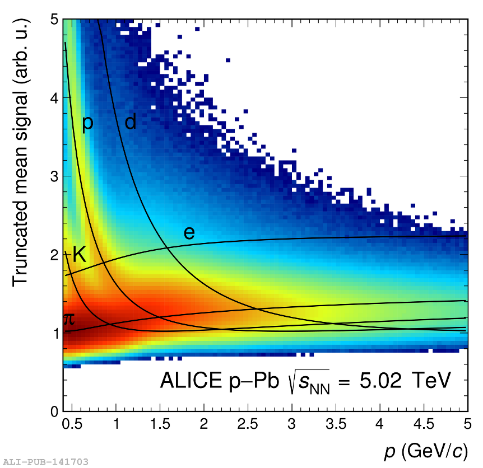 Truncated mean signal (arb. u.)
5
4
3
2
1
0
p
d
e
K
π
ALICE p–Pb √sNN = 5.02 TeV
0.5 1 1.5 2 2.5 3 3.5 4 4.5 5
p (GeV/c)
ALI-PUB-141703